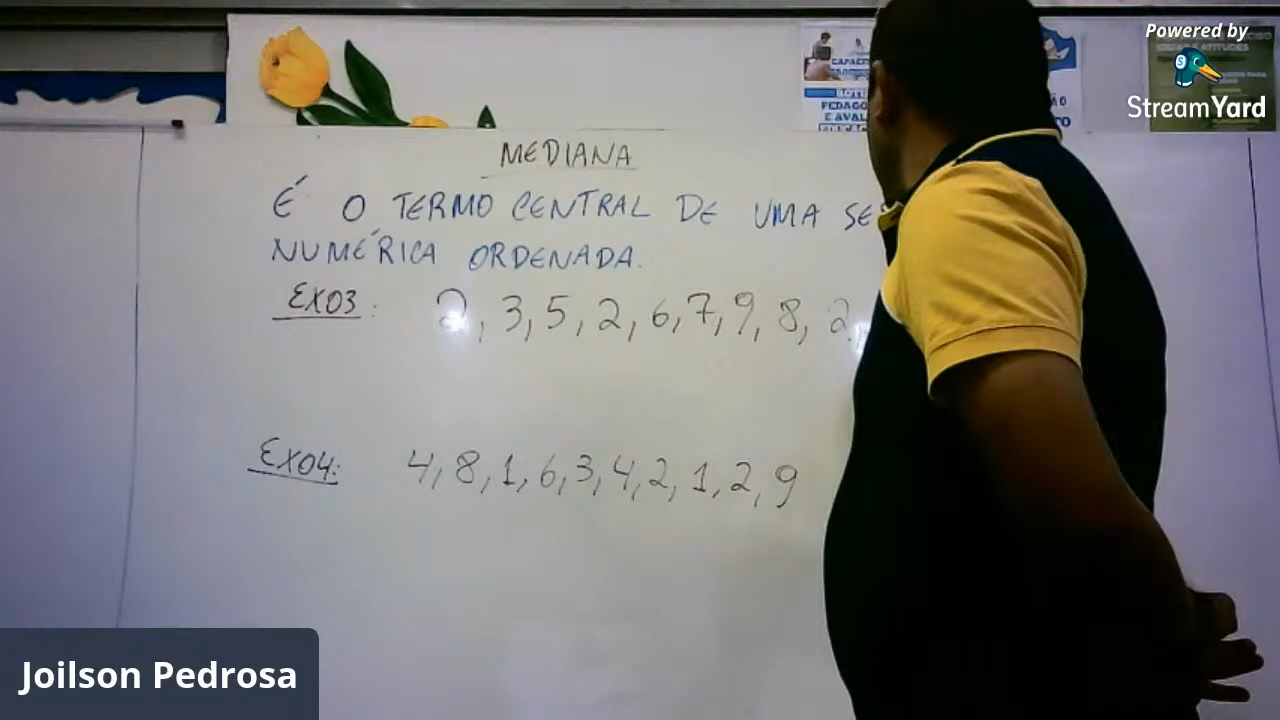 Powered by
StreamYard
MEDIANA
É O TERMO CENTRAL DE UMA SE
NUMÉRICA ORDENADA.
EX03: 2, 3, 5, 2, 6, 7, 9, 8, 2,
EX04: 4, 8, 1, 6, 3, 4, 2, 1, 2, 9
Joilson Pedrosa